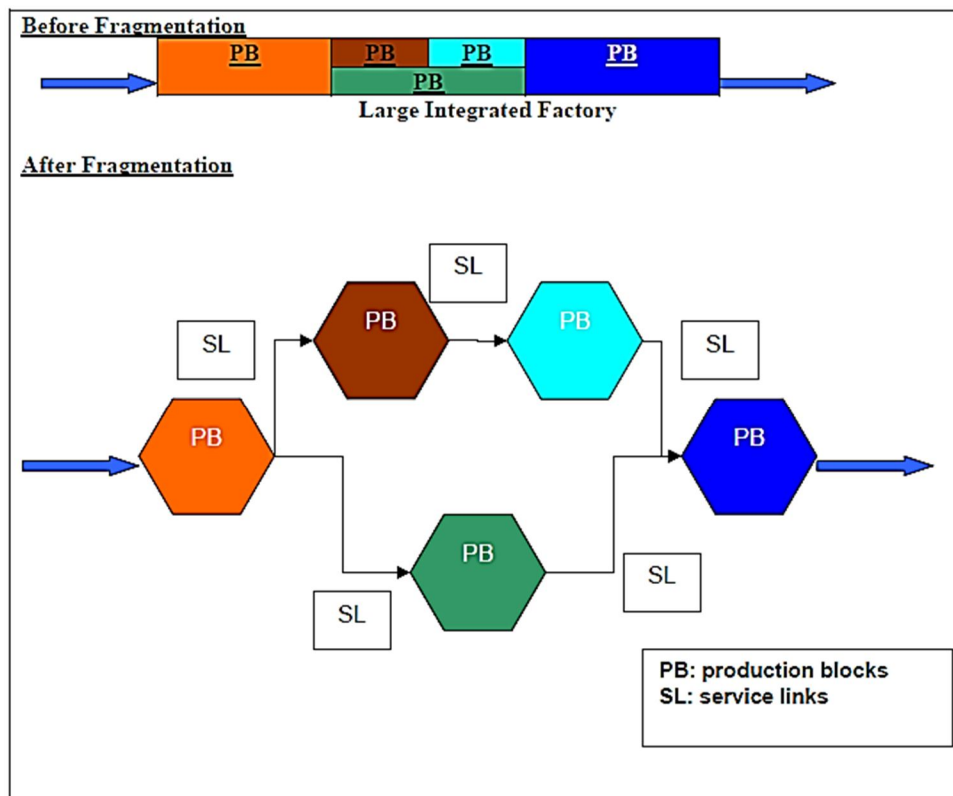 Before Fragmentation
PB PB PB PB
PB
Large Integrated Factory
After Fragmentation
SL
PB PB
SL SL
PB PB
PB
SL
SL
PB: production blocks
SL: service links